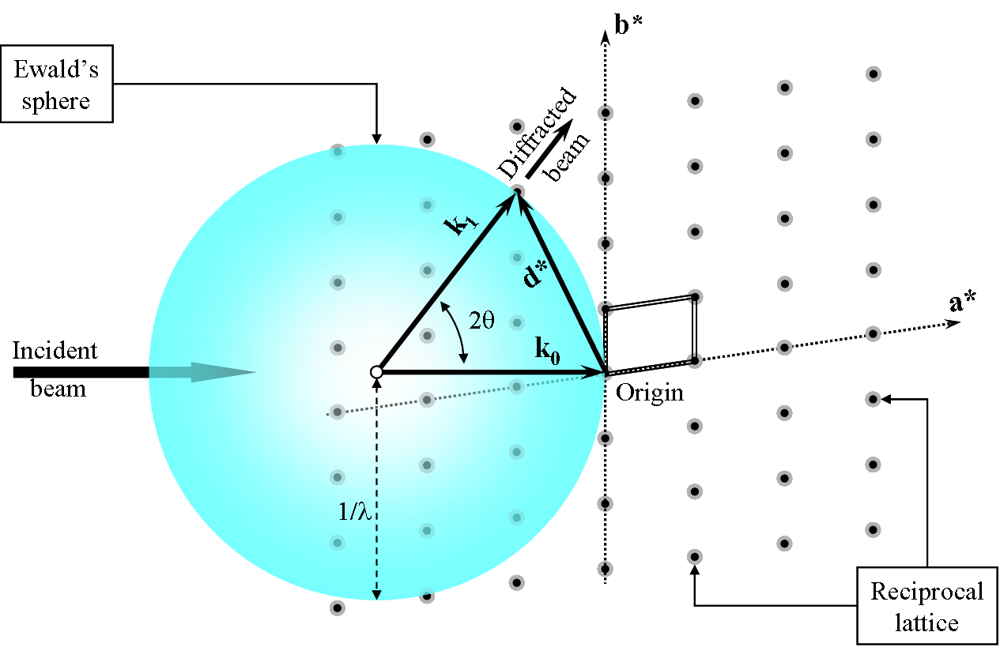 b*
Ewald’s
sphere
Diffracted
beam
k₁
d*
a*
2θ
Incident
beam
k₀
Origin
1/λ
Reciprocal
lattice